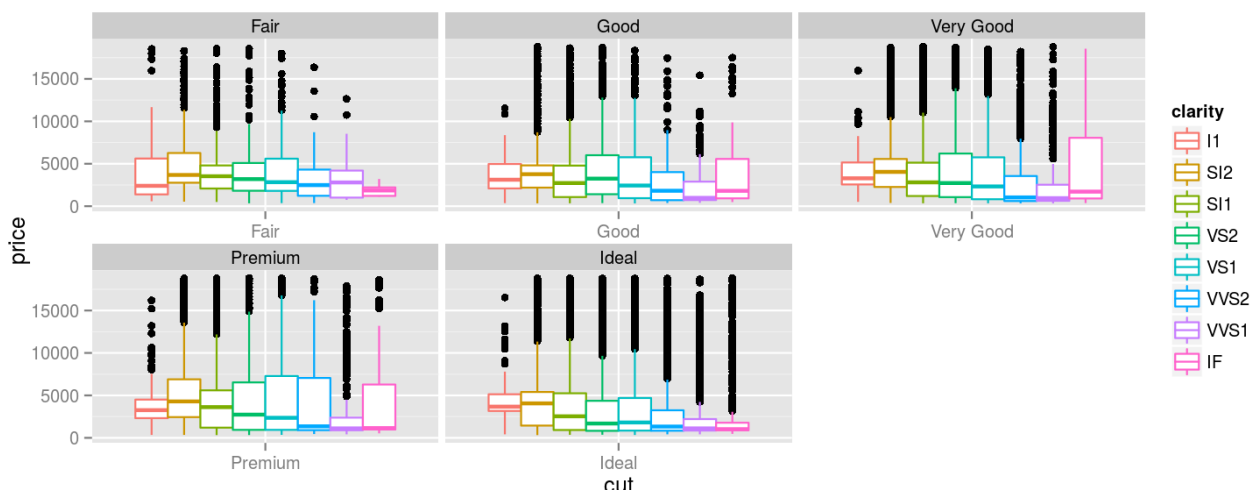 Fair Good Very Good
15000
10000
5000
0
Fair Good Very Good
Premium Ideal
15000
10000
5000
0
Premium Ideal
cut
price
clarity
I1
SI2
SI1
VS2
VS1
VVS2
VVS1
IF